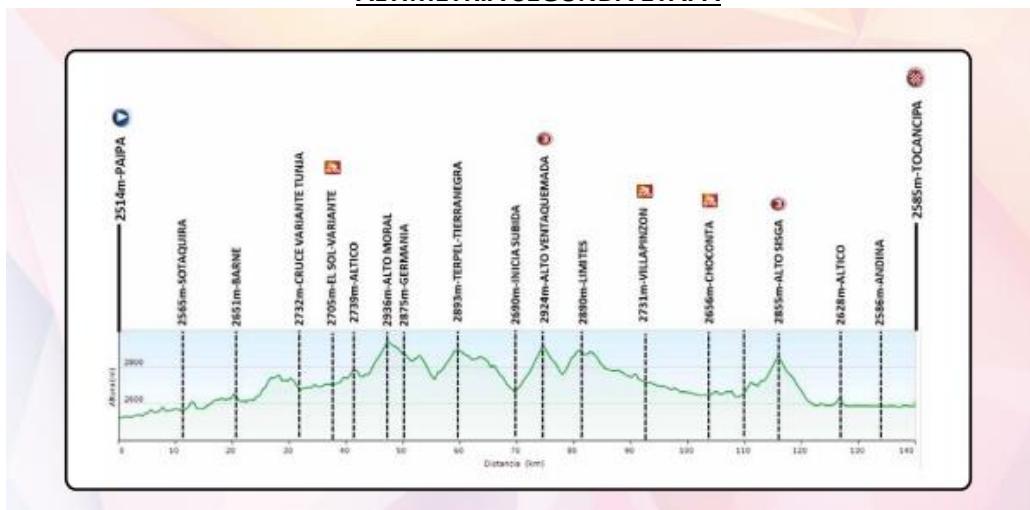 2514m-PAIPA
2565m-SOTAQUIRA
2651m-BARNE
2732m-CRUCE VARIANTE TUNJA
2705m-EL SOL-VARIANTE
2739m-ALTICO
2936m-ALTO MORAL
2875m-GERMANIA
2893m-TERPEL-TIERRANEGRA
2690m-INICIA SUBIDA
2924m-ALTO VENTAQUEMADA
2890m-LIMITES
2731m-VILLAPINZON
2656m-CHOCONTA
2855m-ALTO SISGA
2628m-ALTICO
2586m-ANDINA
2585m-TOCANCIPA
Altura(m)
2800
2600
0 10 20 30 40 50 60 70 80 90 100 110 120 130 140
Distancia (km)